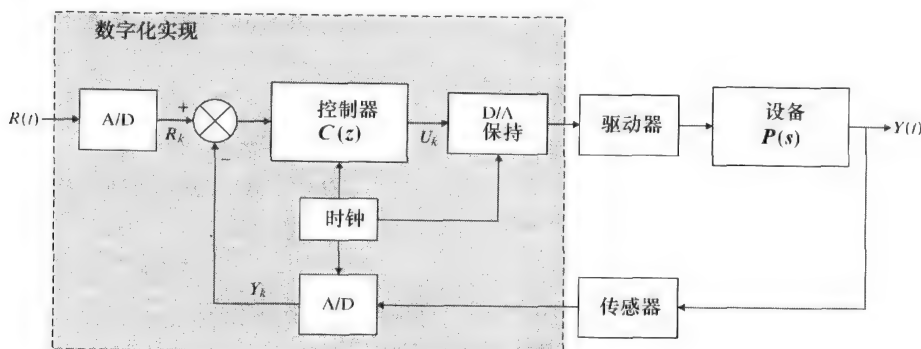 数字化实现
R(t)
A/D
+
R_k
−
控制器
C(z)
U_k
D/A
保持
驱动器
设备
P(s)
Y(t)
时钟
Y_k
A/D
传感器